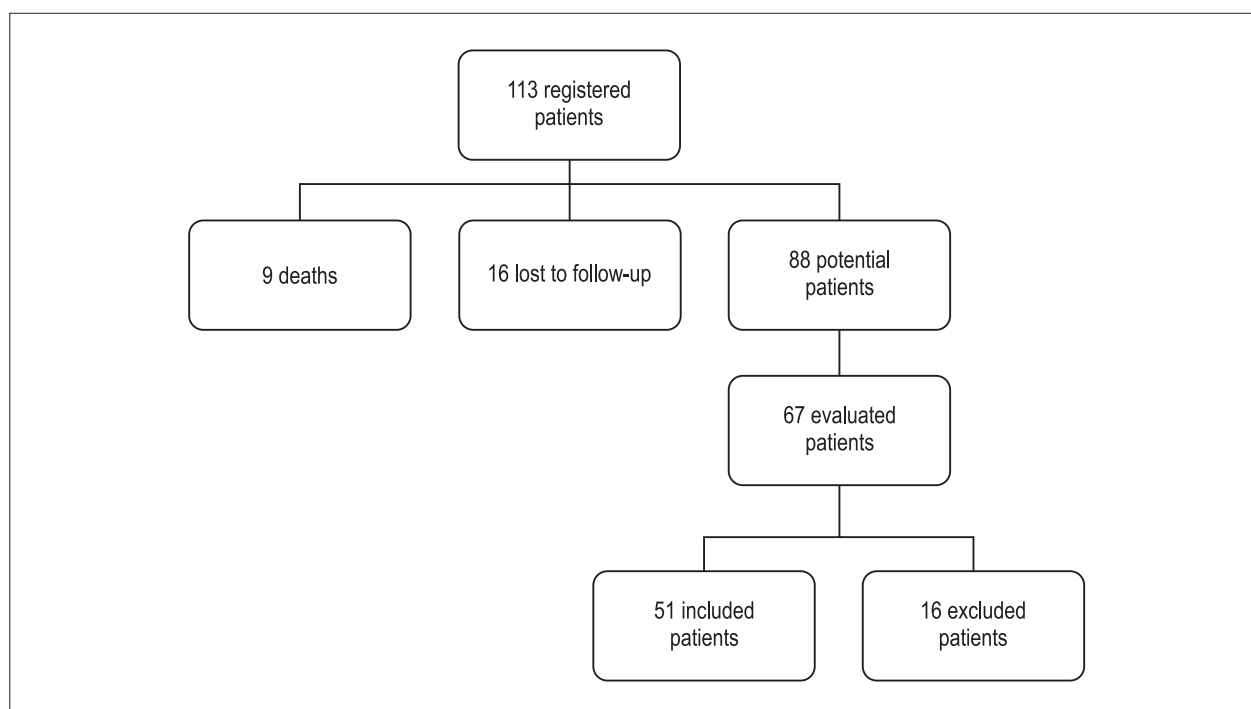 113 registered
patients
9 deaths
16 lost to follow-up
88 potential
patients
67 evaluated
patients
51 included
patients
16 excluded
patients